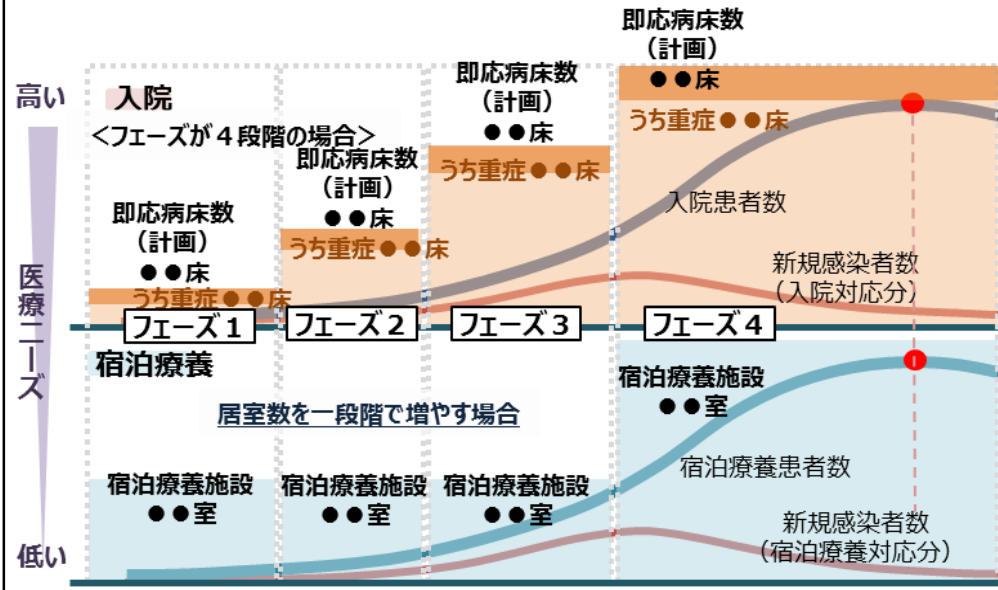 高い
医療ニーズ
低い
入院
<フェーズが４段階の場合>
即応病床数
（計画）
●●床
うち重症●●床
即応病床数
（計画）
●●床
うち重症●●床
即応病床数
（計画）
●●床
うち重症●●床
即応病床数
（計画）
●●床
うち重症●●床
入院患者数
新規感染者数
（入院対応分）
フェーズ１
フェーズ２
フェーズ３
フェーズ４
宿泊療養
居室数を一段階で増やす場合
宿泊療養施設
●●室
宿泊療養施設
●●室
宿泊療養施設
●●室
宿泊療養施設
●●室
宿泊療養患者数
新規感染者数
（宿泊療養対応分）